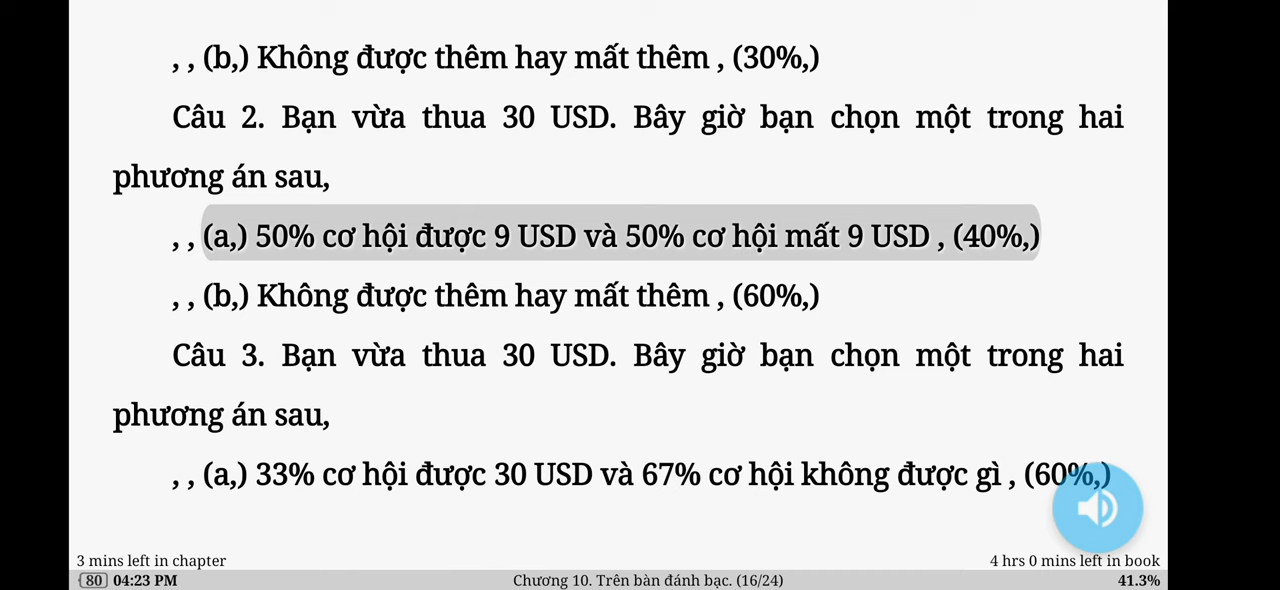 , , (b,) Không được thêm hay mất thêm , (30%,)
Câu 2. Bạn vừa thua 30 USD. Bây giờ bạn chọn một trong hai
phương án sau,
, , (a,) 50% cơ hội được 9 USD và 50% cơ hội mất 9 USD , (40%,)
, , (b,) Không được thêm hay mất thêm , (60%,)
Câu 3. Bạn vừa thua 30 USD. Bây giờ bạn chọn một trong hai
phương án sau,
, , (a,) 33% cơ hội được 30 USD và 67% cơ hội không được gì , (60%,)
3 mins left in chapter 4 hrs 0 mins left in book
80 04:23 PM Chương 10. Trên bàn đánh bạc. (16/24) 41.3%